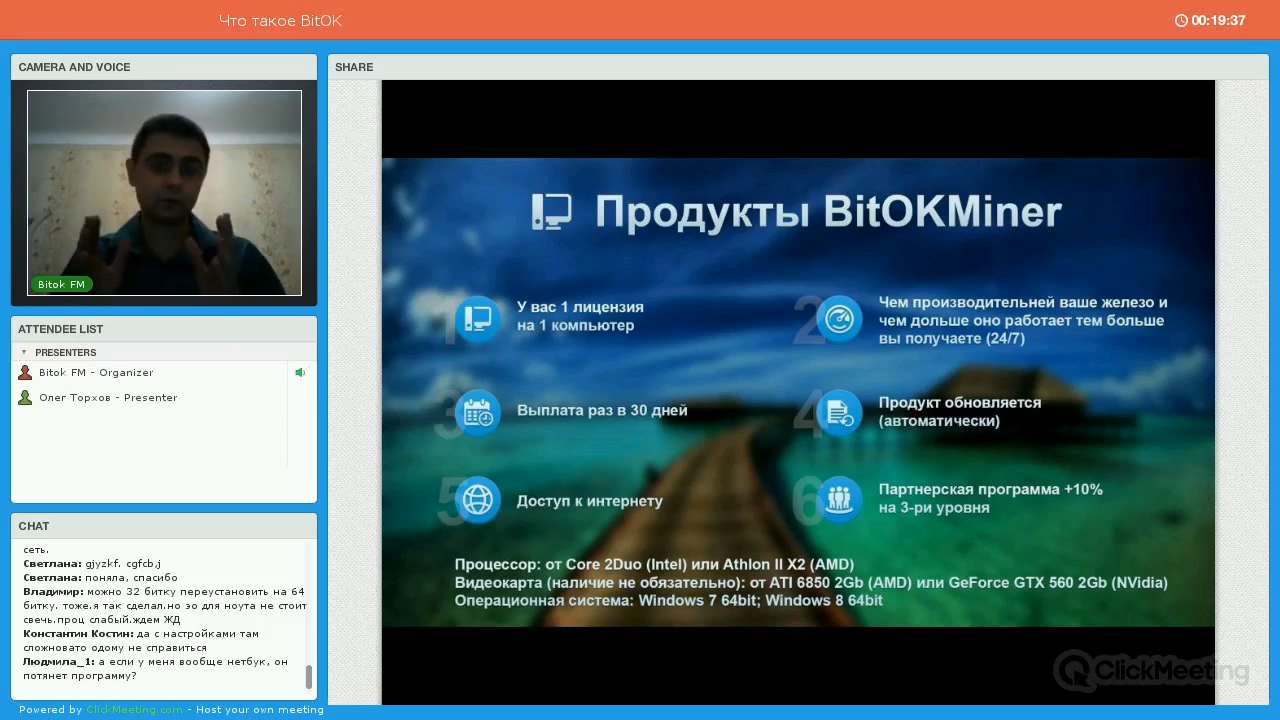 Что такое BitOK
00:19:37
CAMERA AND VOICE
Bitok FM
ATTENDEE LIST
PRESENTERS
Bitok FM - Organizer
Олег Торхов - Presenter
CHAT
сеть.
Светлана: gjyzkf. cgfcb,j
Светлана: поняла, спасибо
Владимир: можно 32 битку переустановить на 64
битку. тоже.я так сделал.но зо для ноута не стоит
свечь.проц слабый.ждем ЖД
Константин Костин: да с настройками там
сложновато одому не справиться
Людмила_1: а если у меня вообще нетбук, он
потянет программу?
Powered by ClickMeeting.com - Host your own meeting
SHARE
Продукты BitOKMiner
1
У вас 1 лицензия
на 1 компьютер
2
Чем производительней ваше железо и
чем дольше оно работает тем больше
вы получаете (24/7)
3
Выплата раз в 30 дней
4
Продукт обновляется
(автоматически)
5
Доступ к интернету
6
Партнерская программа +10%
на 3-ри уровня
Процессор: от Core 2Duo (Intel) или Athlon II X2 (AMD)
Видеокарта (наличие не обязательно): от ATI 6850 2Gb (AMD) или GeForce GTX 560 2Gb (NVidia)
Операционная система: Windows 7 64bit; Windows 8 64bit
ClickMeeting